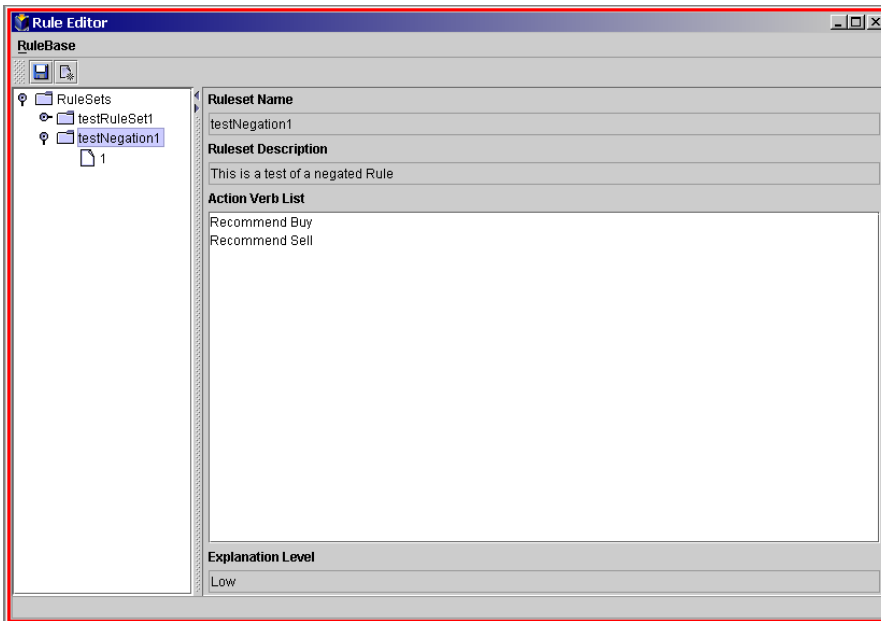 Rule Editor
RuleBase
RuleSets
testRuleSet1
testNegation1
1
Ruleset Name
testNegation1
Ruleset Description
This is a test of a negated Rule
Action Verb List
Recommend Buy
Recommend Sell
Explanation Level
Low